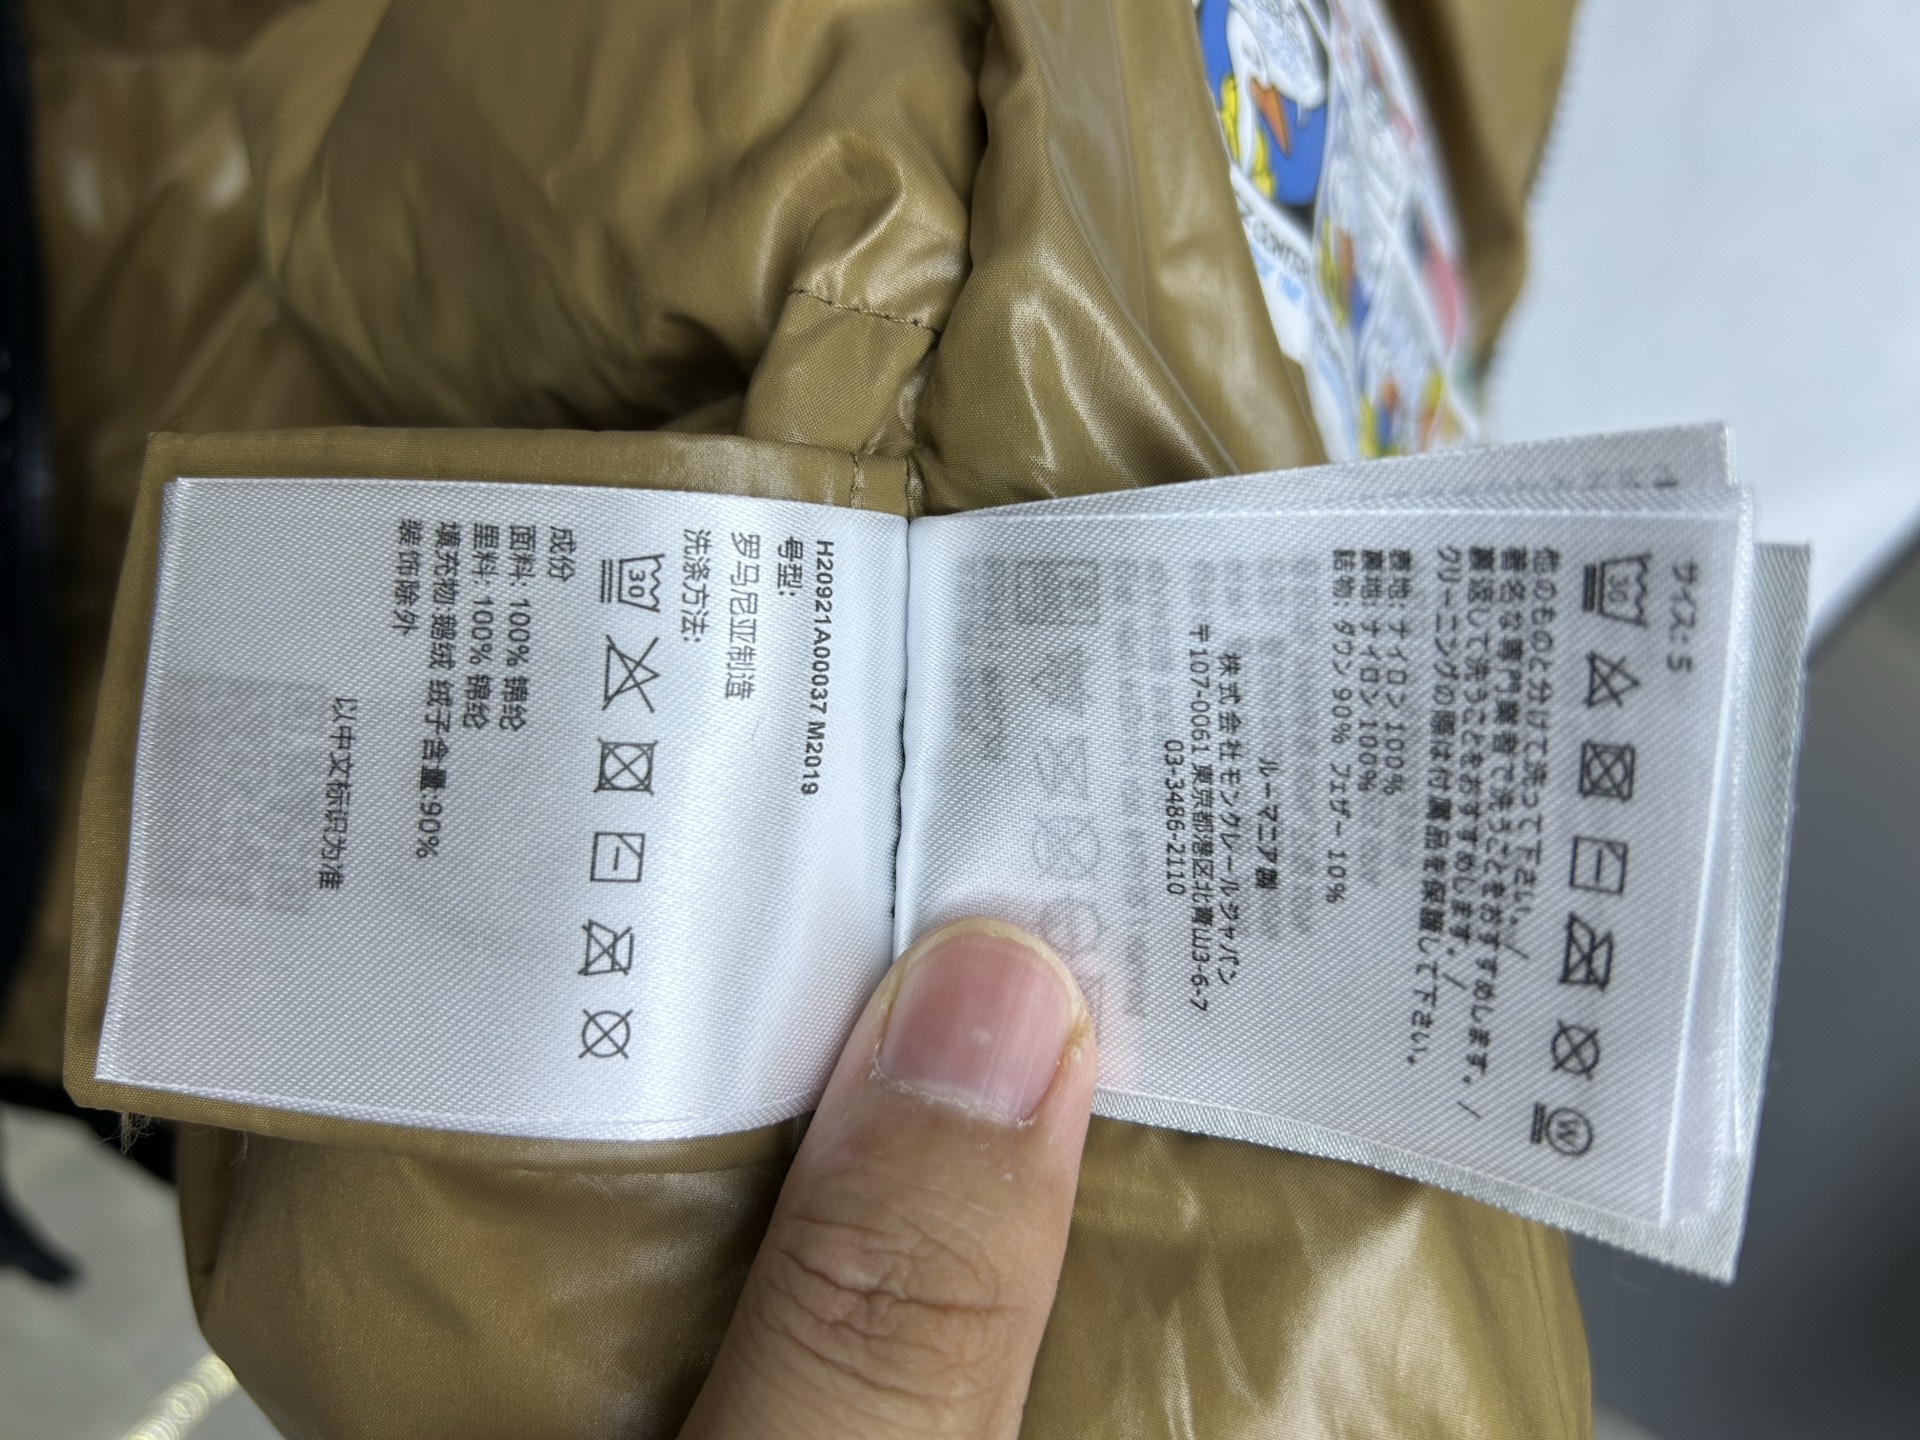 H20921A00037 M2019
号型:
罗马尼亚制造
洗涤方法:
30
成份
面料: 100% 锦纶
里料: 100% 锦纶
填充物:鹅绒 绒子含量:90%
装饰除外
以中文标识为准
サイズ: S
30
W
他のものと分けて洗って下さい。/
著名な専門業者で洗うことをおすすめします。/
裏返しで洗うことをおすすめします。/
クリーニングの際は付属品を保護して下さい。
表地: ナイロン 100%
裏地: ナイロン 100%
詰物: ダウン 90% フェザー 10%
ルーマニア製
株式会社モンクレールジャパン
〒107-0061 東京都港区北青山3-6-7
03-3486-2110